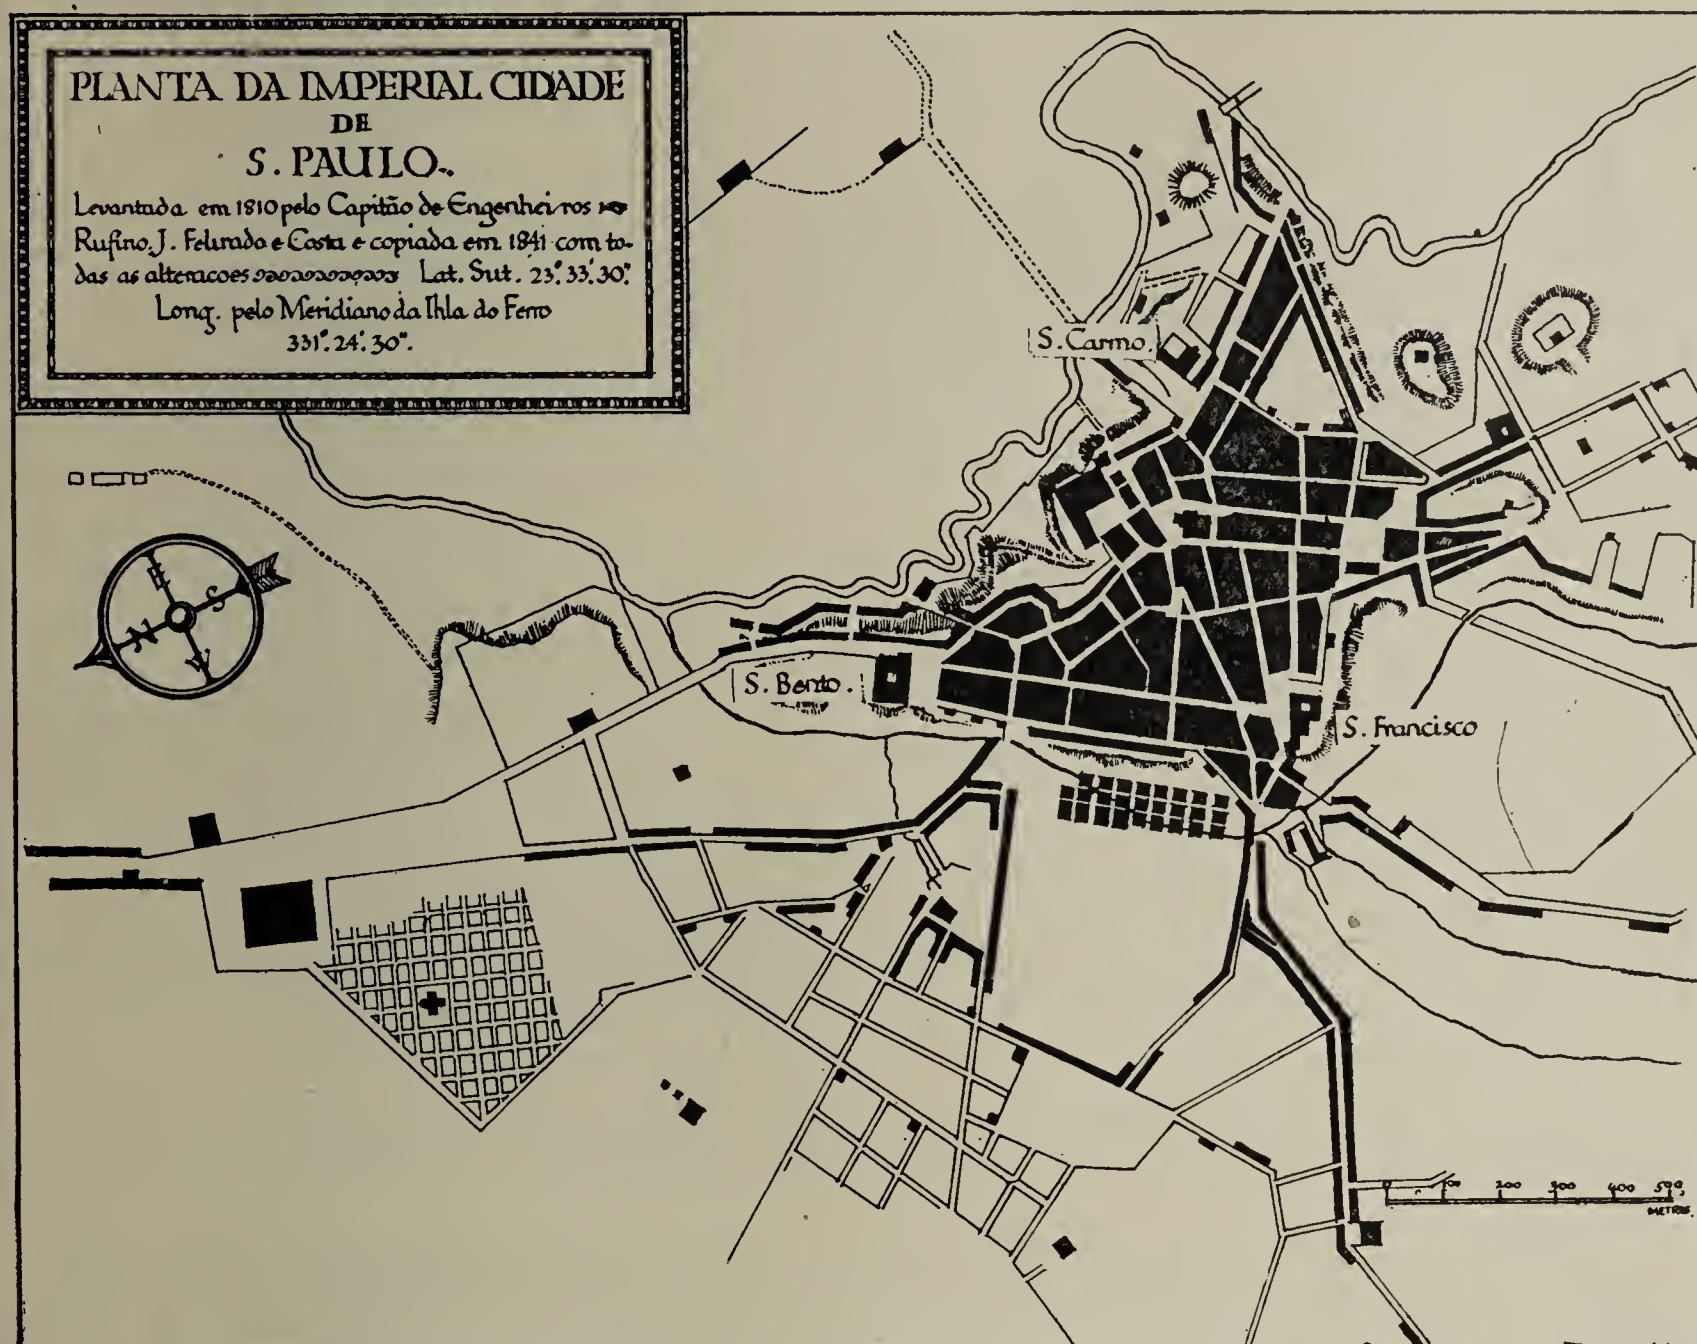 PLANTA DA IMPERIAL CIDADE
DE
S. PAULO.
Levantada em 1810 pelo Capitão de Engenheiros
Rufino. J. Felizardo e Costa e copiada em 1841 com to-
das as alteracoes Lat. Sut. 23°. 33'. 30".
Long. pelo Meridiano da Ihla do Ferro
331°. 24'. 30".
S. Carmo.
E
S
N
S. Bento.
S. Francisco
100 200 300 400 500
METROS.